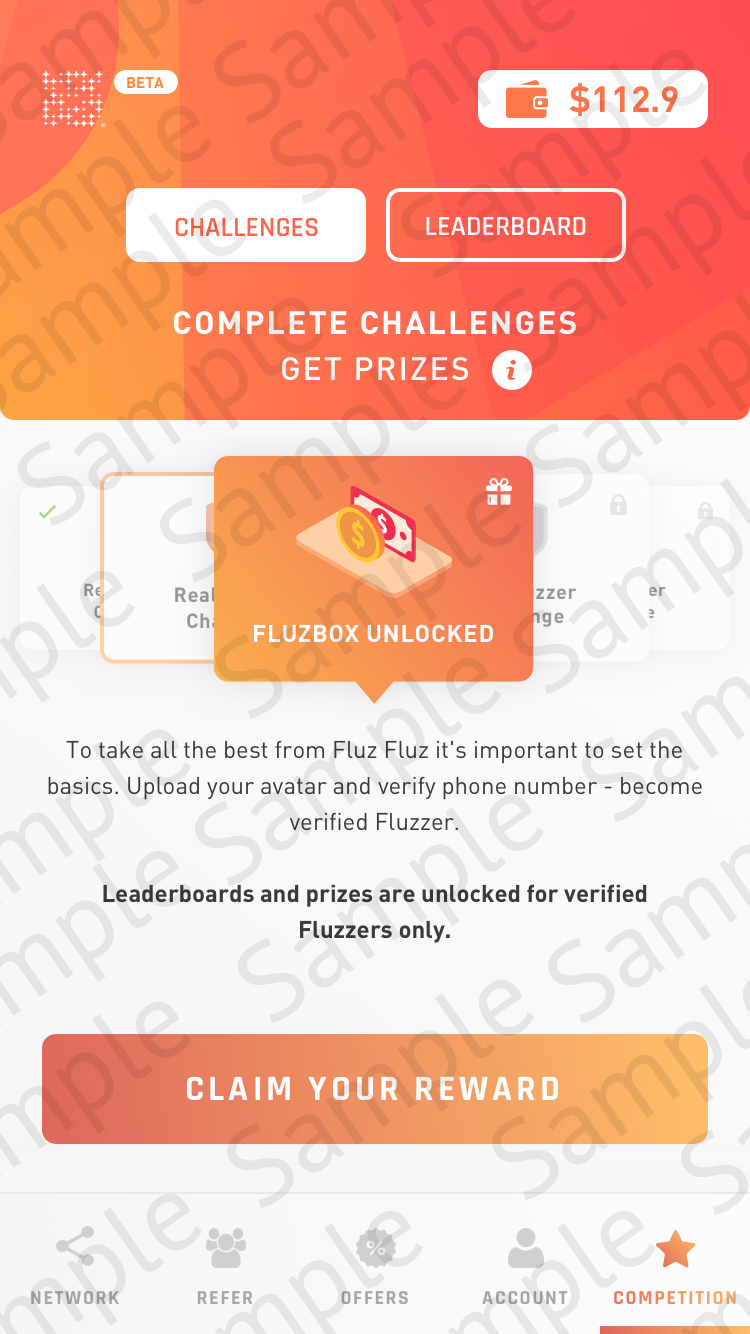 BETA
$112.9
CHALLENGES
LEADERBOARD
COMPLETE CHALLENGES
GET PRIZES i
Re
C
Real
Cha
FLUZBOX UNLOCKED
zzer
nge
er
e
To take all the best from Fluz Fluz it's important to set the
basics. Upload your avatar and verify phone number - become
verified Fluzzer.
Leaderboards and prizes are unlocked for verified
Fluzzers only.
CLAIM YOUR REWARD
NETWORK
REFER
OFFERS
ACCOUNT
COMPETITION
Sample Sample Sample Sample